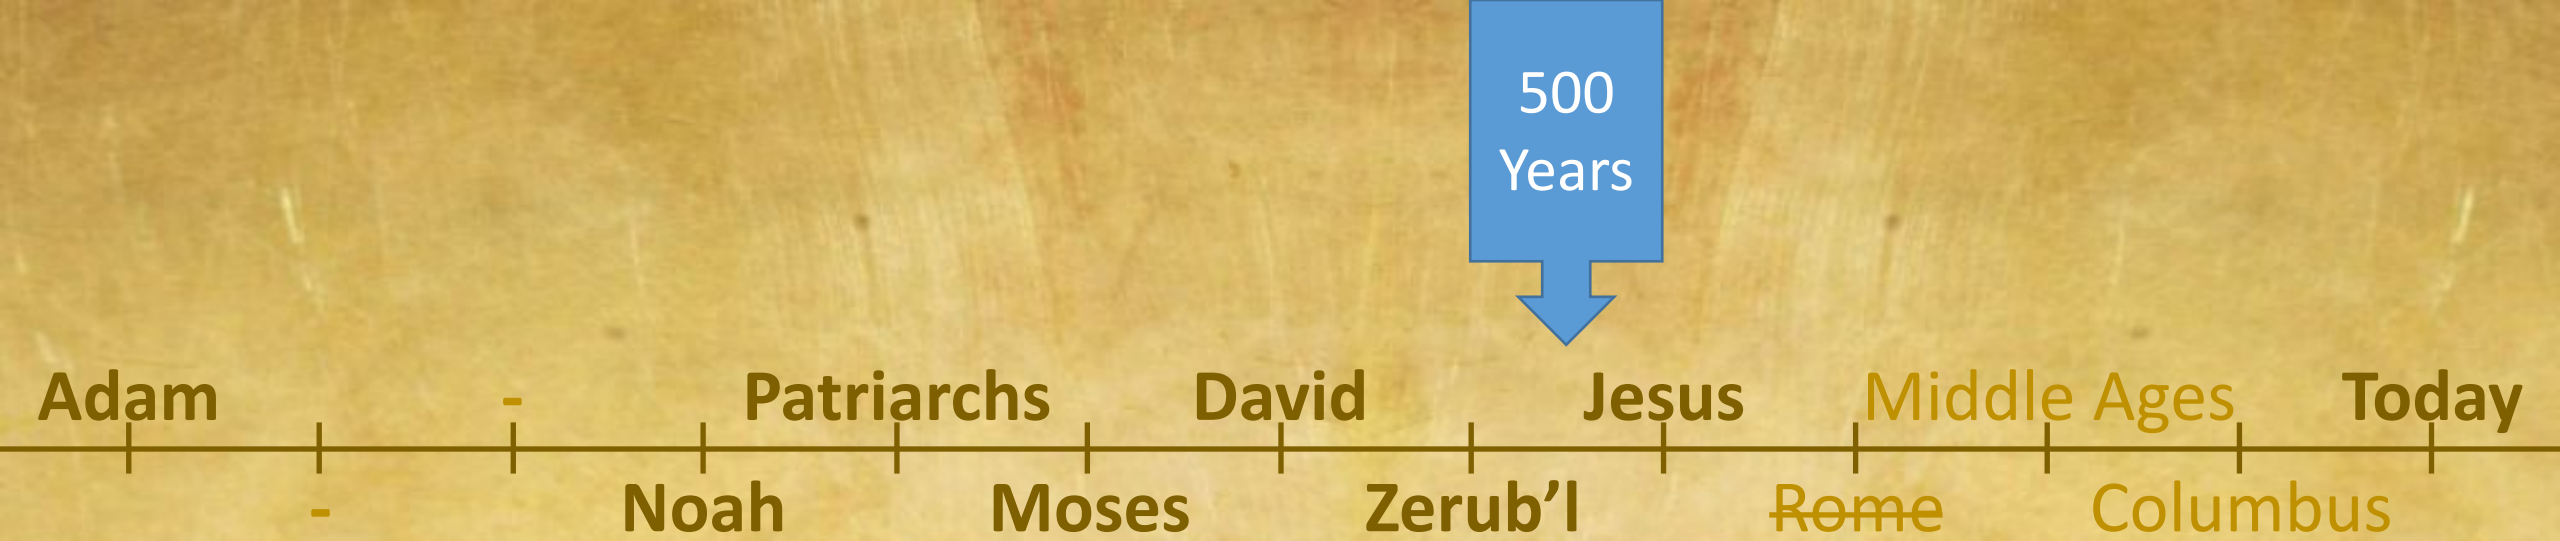 500
Years
Adam - Patriarchs David Jesus Middle Ages Today
- Noah Moses Zerub’l Rome Columbus